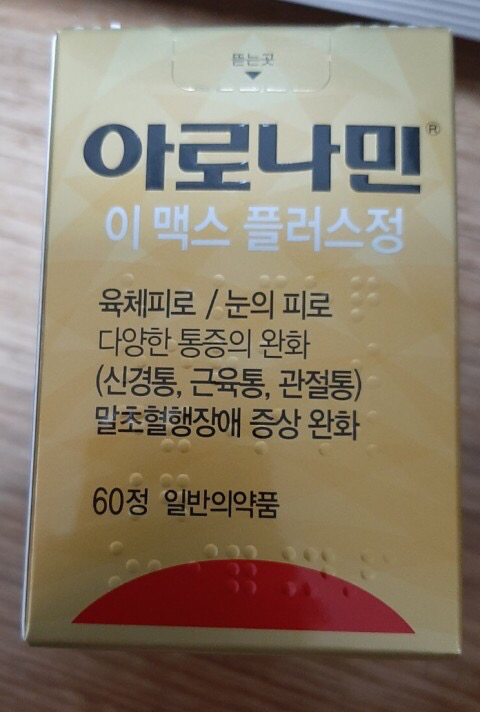 뜯는곳
아로나민®
이맥스 플러스정
육체피로 / 눈의 피로
다양한 통증의 완화
(신경통, 근육통, 관절통)
말초혈행장애 증상 완화
60정 일반의약품